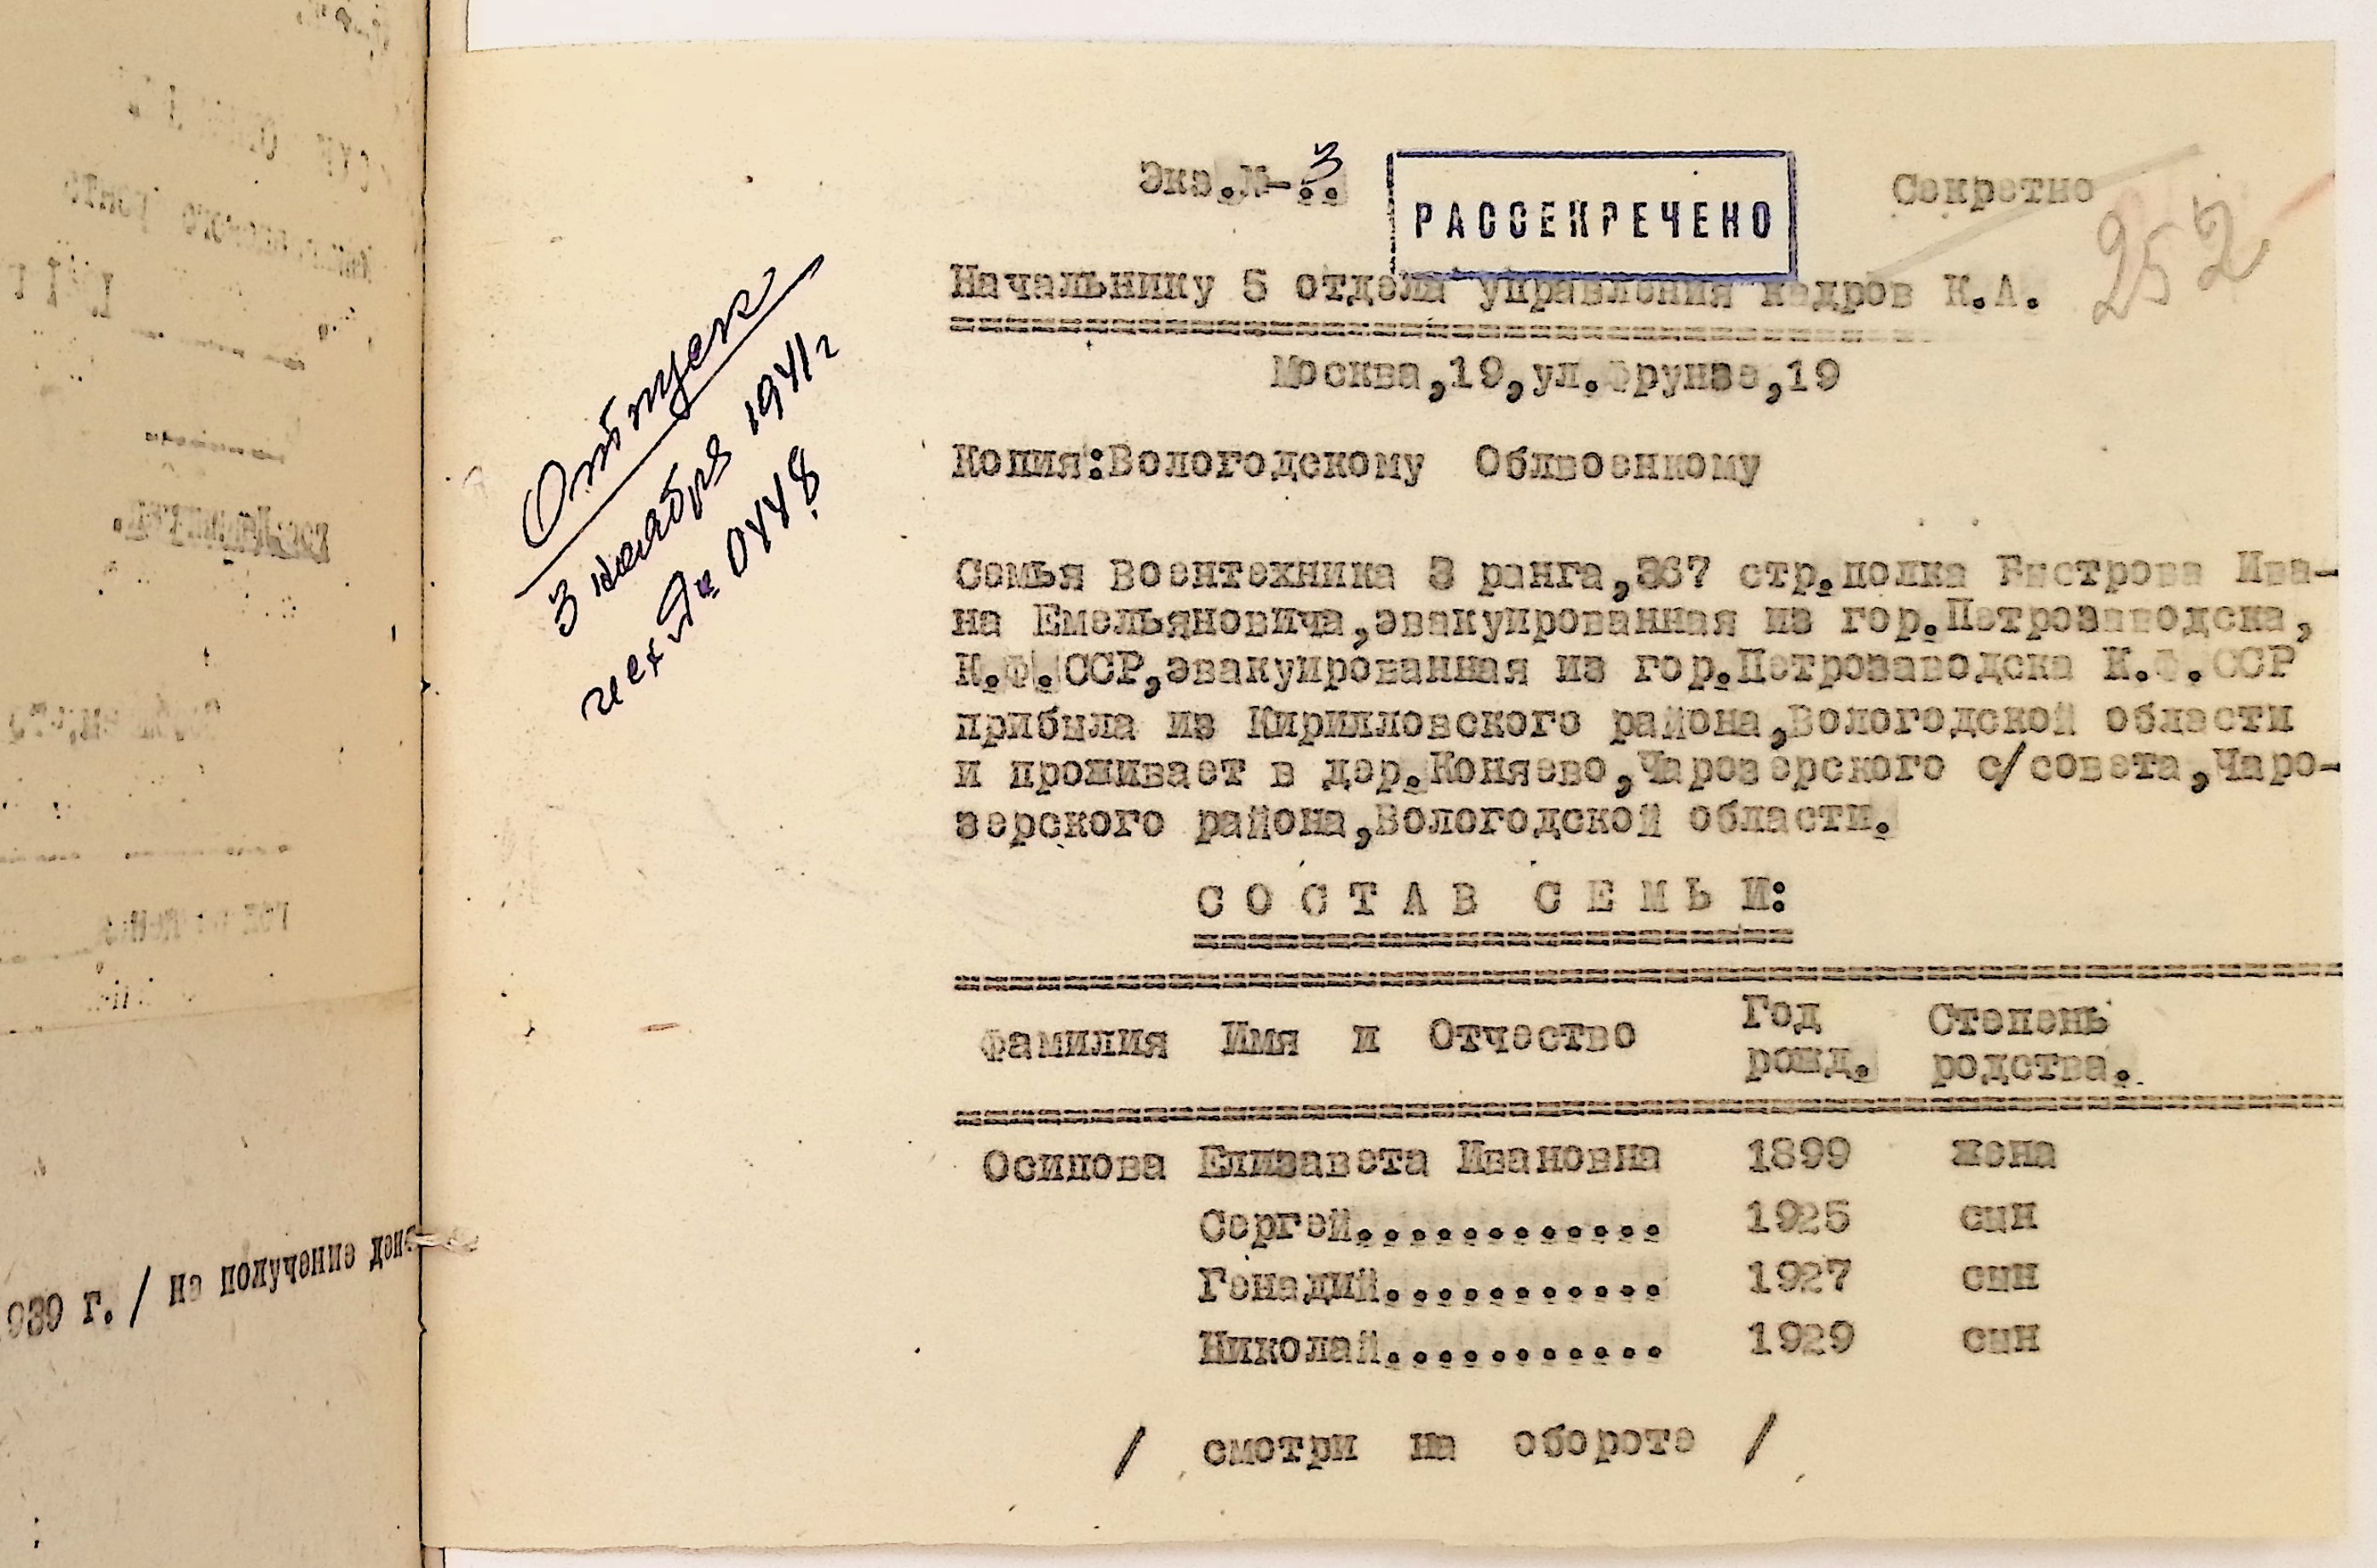 Экз.№-3.
РАССЕКРЕЧЕНО
Секретно
252
Начальнику 5 отдела управления кадров К.А.
Москва,19,ул.Фрунзе,19
Копия:Вологодскому Облвоенкому
Отпуск
3 ноября 1941г
исх. 0448
Семья Воентехника 3 ранга,367 стр.полка Быстрова Ива-
на Емельяновича,эвакуированная из гор.Петрозаводска,
К.Ф.ССР,эвакуированная из гор.Петрозаводска К.Ф.ССР
прибыла из Кирилловского района,Вологодской области
и проживает в дер.Коняево,Чарозерского с/совета,Чаро-
зерского района,Вологодской области.
СОСТАВ СЕМЬИ:
Фамилия Имя и Отчество Год рожд. Степень родства.
Осипова Елизавета Ивановна 1899 жена
Сергей............ 1925 сын
Генадий........... 1927 сын
Николай........... 1929 сын
/ смотри на обороте /
939 г. / на получение